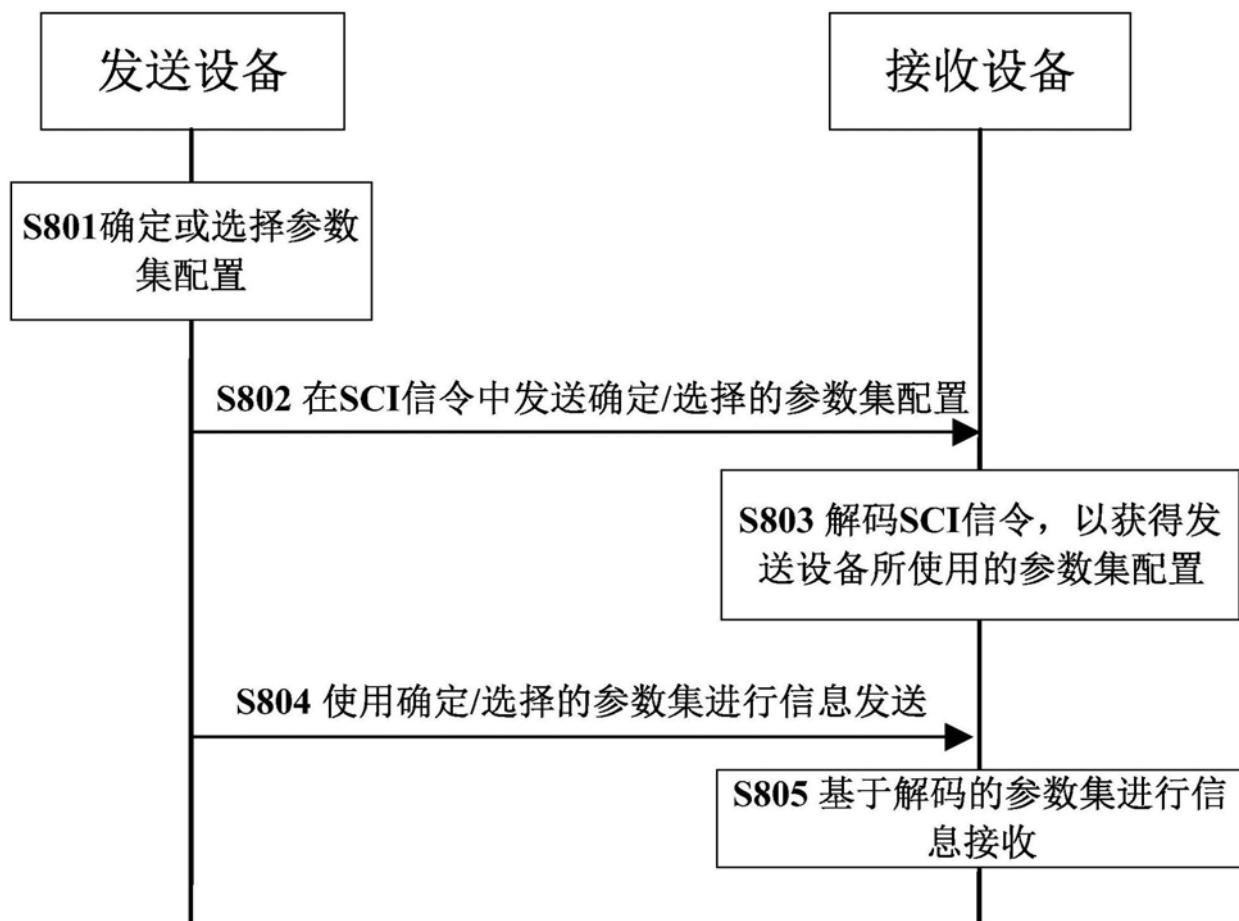 发送设备
接收设备
S801确定或选择参数
集配置
S802 在SCI信令中发送确定/选择的参数集配置
S803 解码SCI信令，以获得发
送设备所使用的参数集配置
S804 使用确定/选择的参数集进行信息发送
S805 基于解码的参数集进行信
息接收